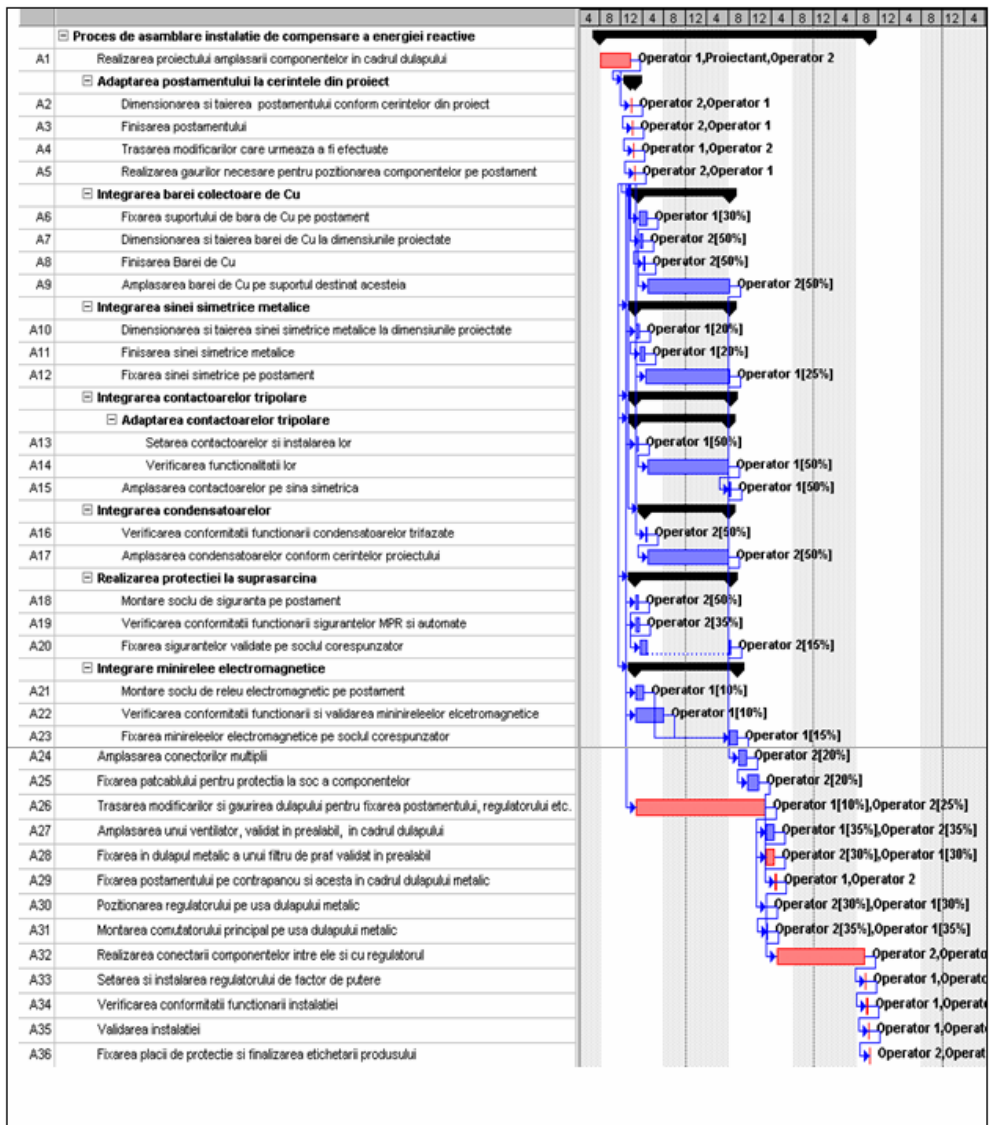 4 8 12 4 8 12 4 8 12 4 8 12 4 8 12 4 8 12 4
Proces de asamblare instalatie de compensare a energiei reactive
A1 Realizarea proiectului amplasarii componentelor in cadrul dulapului Operator 1,Proiectant,Operator 2
Adaptarea postamentului la cerintele din proiect
A2 Dimensionarea si taierea postamentului conform cerintelor din proiect Operator 2,Operator 1
A3 Finisarea postamentului Operator 2,Operator 1
A4 Trasarea modificarilor care urmeaza a fi efectuate Operator 1,Operator 2
A5 Realizarea gaurilor necesare pentru pozitionarea componentelor pe postament Operator 2,Operator 1
Integrarea barei colectoare de Cu
A6 Fixarea suportului de bara de Cu pe postament Operator 1[30%]
A7 Dimensionarea si taierea barei de Cu la dimensiunile proiectate Operator 2[50%]
A8 Finisarea Barei de Cu Operator 2[50%]
A9 Amplasarea barei de Cu pe suportul destinat acesteia Operator 2[50%]
Integrarea sinei simetrice metalice
A10 Dimensionarea si taierea sinei simetrice metalice la dimensiunile proiectate Operator 1[20%]
A11 Finisarea sinei simetrice metalice Operator 1[20%]
A12 Fixarea sinei simetrice pe postament Operator 1[25%]
Integrarea contactoarelor tripolare
Adaptarea contactoarelor tripolare
A13 Setarea contactoarelor si instalarea lor Operator 1[50%]
A14 Verificarea functionalitatii lor Operator 1[50%]
A15 Amplasarea contactoarelor pe sina simetrica Operator 1[50%]
Integrarea condensatoarelor
A16 Verificarea conformitatii functionarii condensatoarelor trifazate Operator 2[50%]
A17 Amplasarea condensatoarelor conform cerintelor proiectului Operator 2[50%]
Realizarea protectiei la suprasarcina
A18 Montare soclu de siguranta pe postament Operator 2[50%]
A19 Verificarea conformitatii functionarii sigurantelor MPR si automate Operator 2[35%]
A20 Fixarea sigurantelor validate pe soclul corespunzator Operator 2[15%]
Integrare minirelee electromagnetice
A21 Montare soclu de releu electromagnetic pe postament Operator 1[10%]
A22 Verificarea conformitatii functionarii si validarea mininireleelor elcetromagnetice Operator 1[10%]
A23 Fixarea minireleelor electromagnetice pe soclul corespunzator Operator 1[15%]
A24 Amplasarea conectorilor multiplii Operator 2[20%]
A25 Fixarea patcablului pentru protectia la soc a componentelor Operator 2[20%]
A26 Trasarea modificarilor si gaurirea dulapului pentru fixarea postamentului, regulatorului etc. Operator 1[10%],Operator 2[25%]
A27 Amplasarea unui ventilator, validat in prealabil, in cadrul dulapului Operator 1[35%],Operator 2[35%]
A28 Fixarea in dulapul metalic a unui filtru de praf validat in prealabil Operator 2[30%],Operator 1[30%]
A29 Fixarea postamentului pe contrapanou si acesta in cadrul dulapului metalic Operator 1,Operator 2
A30 Pozitionarea regulatorului pe usa dulapului metalic Operator 2[30%],Operator 1[30%]
A31 Montarea comutatorului principal pe usa dulapului metalic Operator 2[35%],Operator 1[35%]
A32 Realizarea conectarii componentelor intre ele si cu regulatorul Operator 2,Operato
A33 Setarea si instalarea regulatorului de factor de putere Operator 1,Operato
A34 Verificarea conformitatii functionarii instalatiei Operator 1,Operat
A35 Validarea instalatiei Operator 1,Operat
A36 Fixarea placii de protectie si finalizarea etichetarii produsului Operator 2,Operat